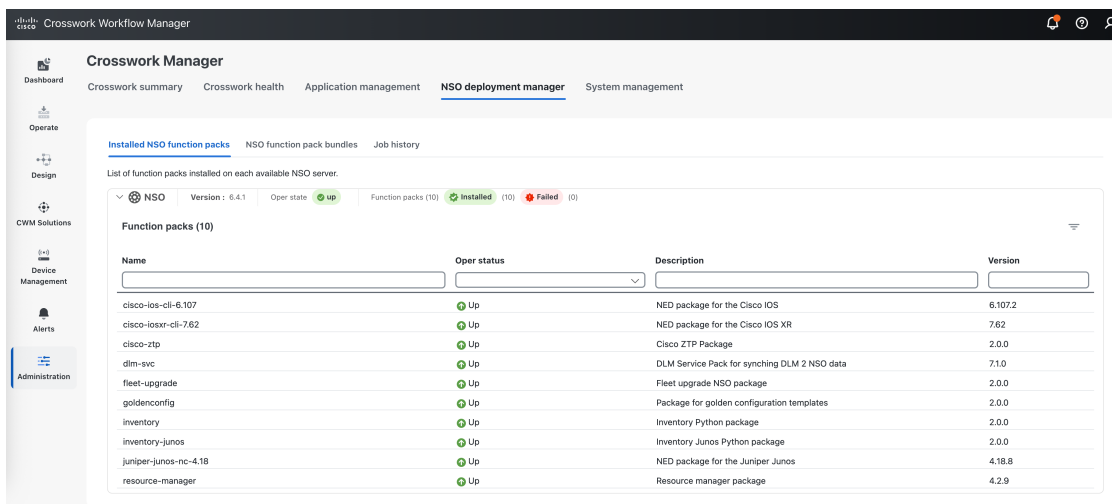 cisco Crosswork Workflow Manager
Crosswork Manager
Crosswork summary Crosswork health Application management NSO deployment manager System management
Dashboard
Operate
Design
CWM Solutions
Device Management
Alerts
Administration
Installed NSO function packs NSO function pack bundles Job history
List of function packs installed on each available NSO server.
NSO Version : 6.4.1 Oper state up Function packs (10) Installed (10) Failed (0)
Function packs (10)
Name Oper status Description Version
cisco-ios-cli-6.107 Up NED package for the Cisco IOS 6.107.2
cisco-iosxr-cli-7.62 Up NED package for the Cisco IOS XR 7.62
cisco-ztp Up Cisco ZTP Package 2.0.0
dlm-svc Up DLM Service Pack for synching DLM 2 NSO data 7.1.0
fleet-upgrade Up Fleet upgrade NSO package 2.0.0
goldenconfig Up Package for golden configuration templates 2.0.0
inventory Up Inventory Python package 2.0.0
inventory-junos Up Inventory Junos Python package 2.0.0
juniper-junos-nc-4.18 Up NED package for the Juniper Junos 4.18.8
resource-manager Up Resource manager package 4.2.9